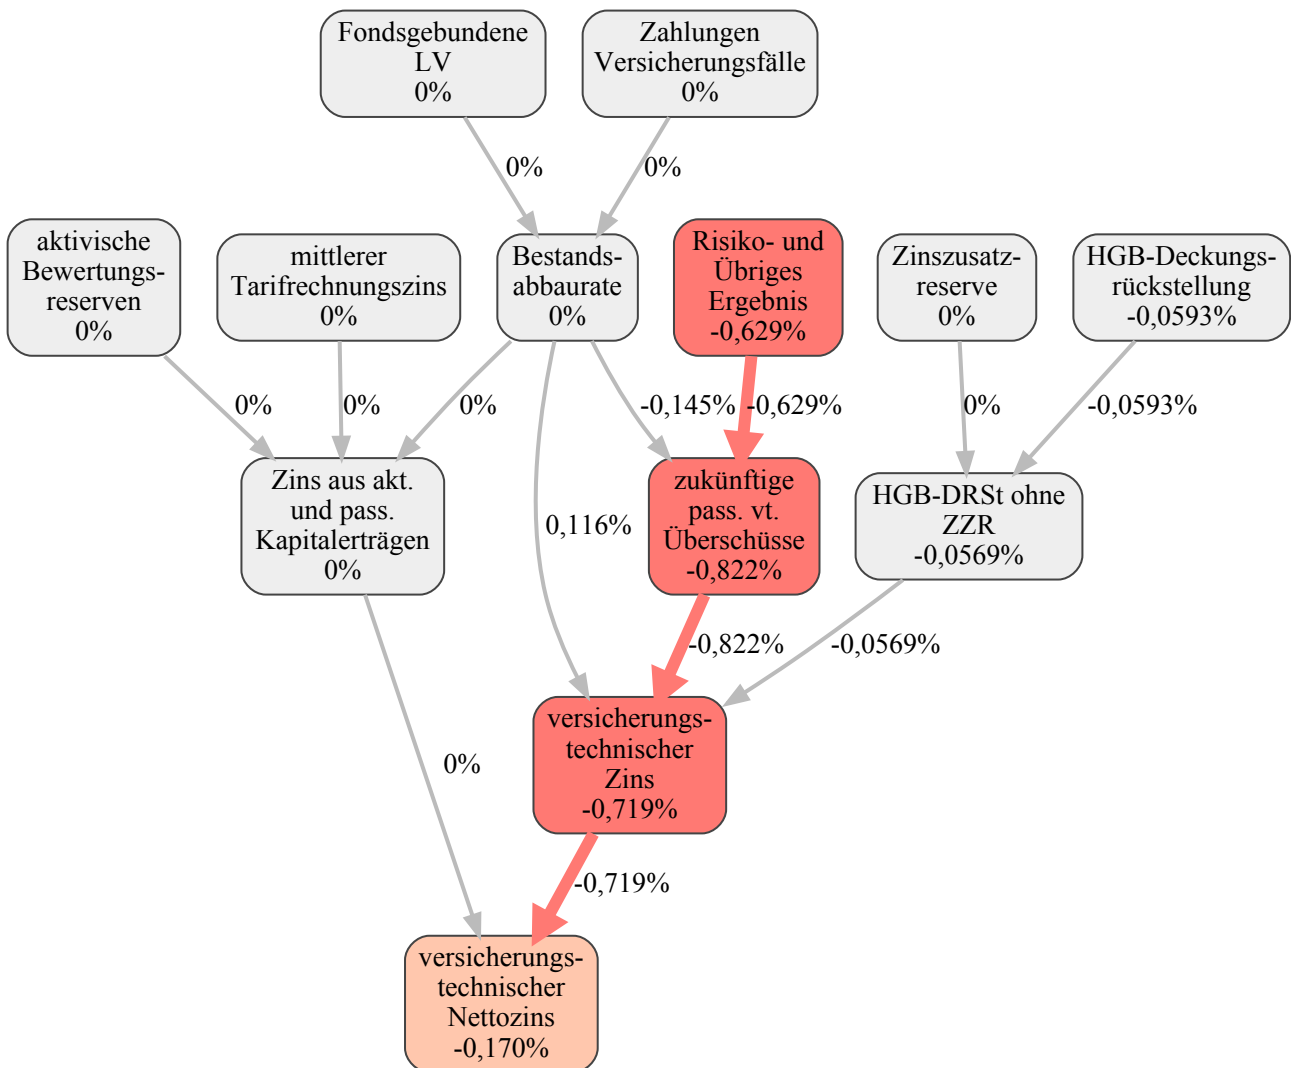 Fondsgebundene
LV
0%
Zahlungen
Versicherungsfälle
0%
0%
0%
aktivische
Bewertungs-
reserven
0%
mittlerer
Tarifrechnungszins
0%
Bestands-
abbaurate
0%
Risiko- und
Übriges
Ergebnis
-0,629%
Zinszusatz-
reserve
0%
HGB-Deckungs-
rückstellung
-0,0593%
0%
0%
0%
-0,145%
-0,629%
0%
-0,0593%
Zins aus akt.
und pass.
Kapitalerträgen
0%
0,116%
zukünftige
pass. vt.
Überschüsse
-0,822%
HGB-DRSt ohne
ZZR
-0,0569%
-0,822%
-0,0569%
versicherungs-
technischer
Zins
-0,719%
0%
-0,719%
versicherungs-
technischer
Nettozins
-0,170%